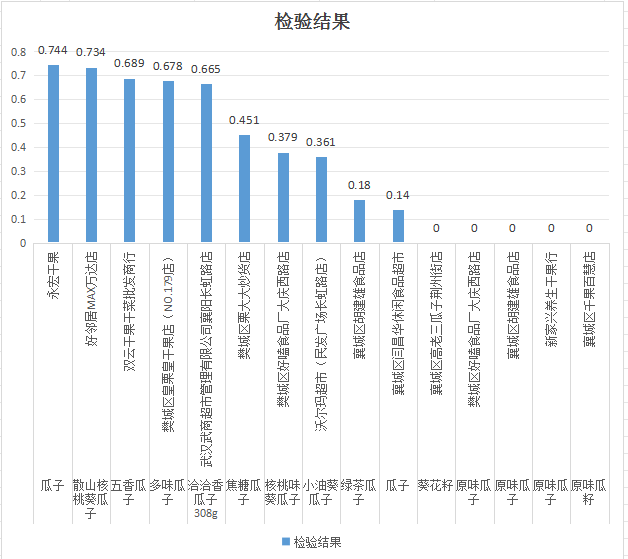 检验结果
0.8
0.7
0.6
0.5
0.4
0.3
0.2
0.1
0
0.744
0.734
0.689
0.678
0.665
0.451
0.379
0.361
0.18
0.14
0
0
0
0
0
永宏干果
好邻居MAX万达店
双云干果干菜批发商行
樊城区皇栗皇干果店（NO.179店）
武汉武商超市管理有限公司襄阳长虹路店
樊城区栗大大炒货店
樊城区好嗑食品厂大庆西路店
沃尔玛超市（民发广场长虹路店）
襄城区胡建雄食品店
襄城区闫昌华休闲食品超市
襄城区高老三瓜子荆州街店
樊城区好嗑食品厂大庆西路店
襄城区胡建雄食品店
新家兴养生干果行
襄城区干果百慧店
瓜子
散山核
桃葵瓜
子
五香瓜
子
多味瓜
子
洽洽香
瓜子
308g
焦糖瓜
子
核桃味
葵瓜子
小油葵
瓜子
绿茶瓜
子
瓜子
葵花籽
原味瓜
子
原味瓜
子
原味瓜
子
原味瓜
籽
检验结果